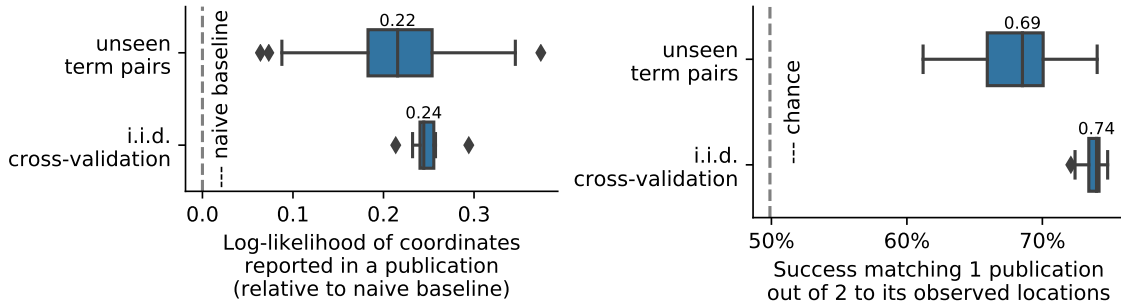 unseen
term pairs
i.i.d.
cross-validation
0.22
0.24
--- naive baseline
0.0
0.1
0.2
0.3
Log-likelihood of coordinates
reported in a publication
(relative to naive baseline)
unseen
term pairs
i.i.d.
cross-validation
0.69
0.74
--- chance
50%
60%
70%
Success matching 1 publication
out of 2 to its observed locations